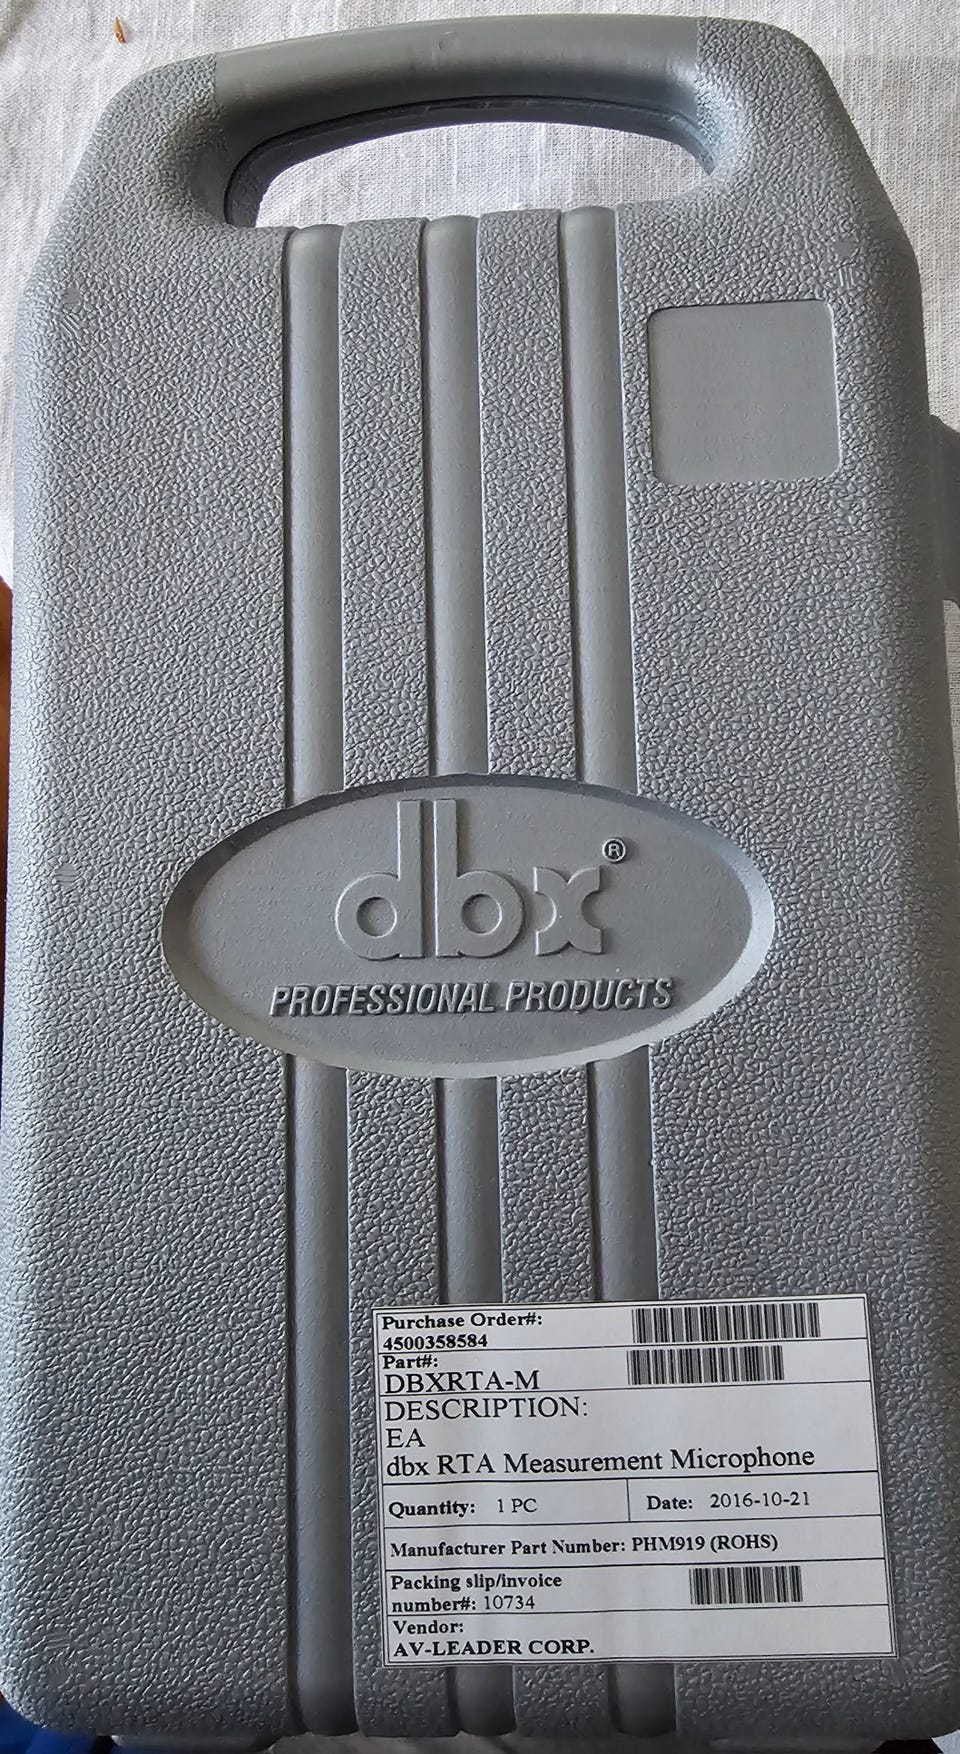 dbx®
PROFESSIONAL PRODUCTS
Purchase Order#:
4500358584
Part#:
DBXRTA-M
DESCRIPTION:
EA
dbx RTA Measurement Microphone
Quantity: 1 PC Date: 2016-10-21
Manufacturer Part Number: PHM919 (ROHS)
Packing slip/invoice
number#: 10734
Vendor:
AV-LEADER CORP.